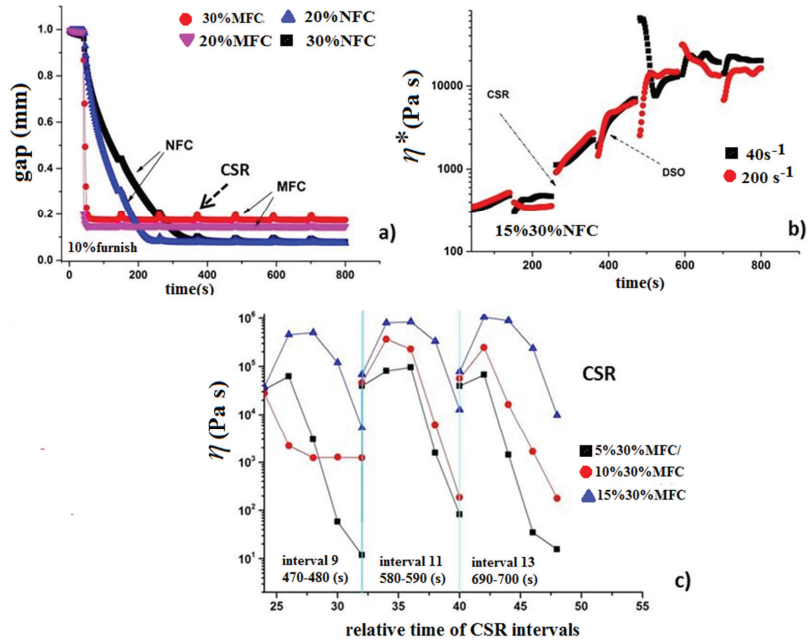 30%MFC 20%NFC
20%MFC 30%NFC
1.0
0.8
0.6
0.4
0.2
0.0
gap (mm)
NFC
CSR
MFC
10%furnish
a)
0 200 400 600 800
time(s)
10000
1000
100
η* (Pa s)
CSR
DSO
40s-1
200 s-1
15%30%NFC
b)
200 400 600 800
time(s)
10^6
10^5
10^4
10^3
10^2
10^1
η (Pa s)
CSR
5%30%MFC/
10%30%MFC
15%30%MFC
interval 9
470-480 (s)
interval 11
580-590 (s)
interval 13
690-700 (s)
c)
25 30 35 40 45 50 55
relative time of CSR intervals